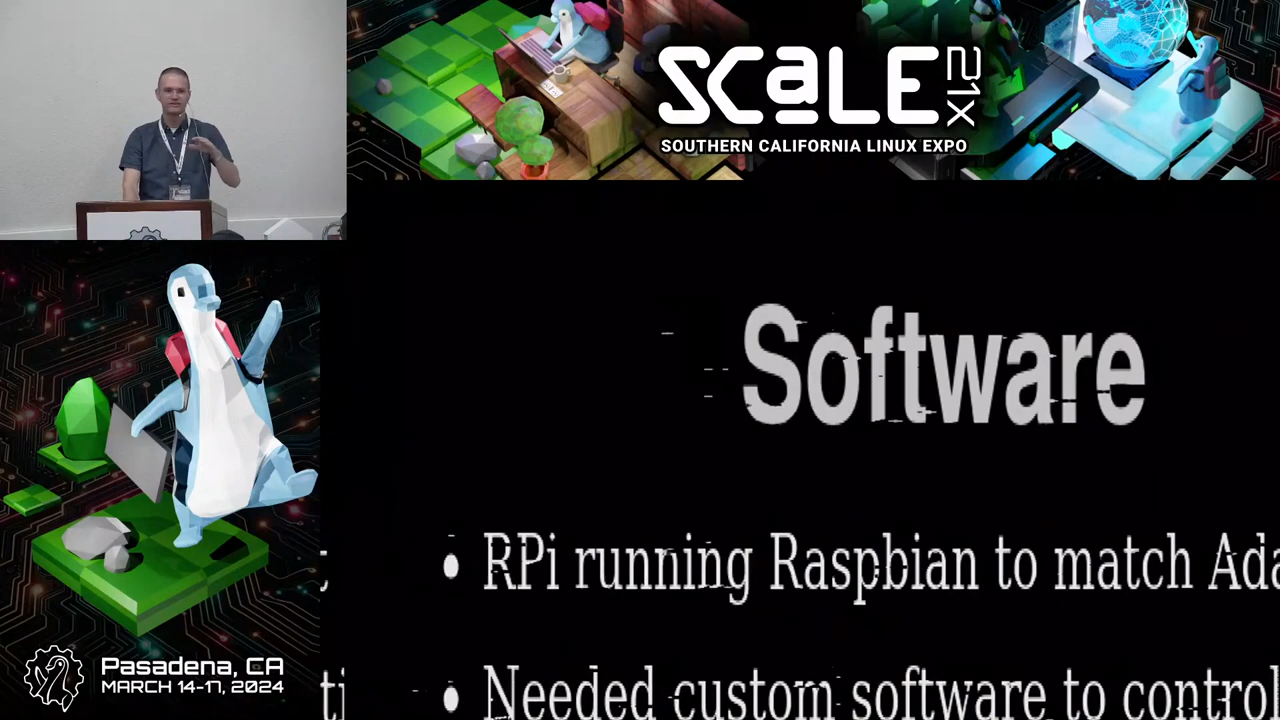 SCaLE 21x
SOUTHERN CALIFORNIA LINUX EXPO
Software
• RPi running Raspbian to match Ada
• Needed custom software to control
Pasadena, CA
MARCH 14-17, 2024